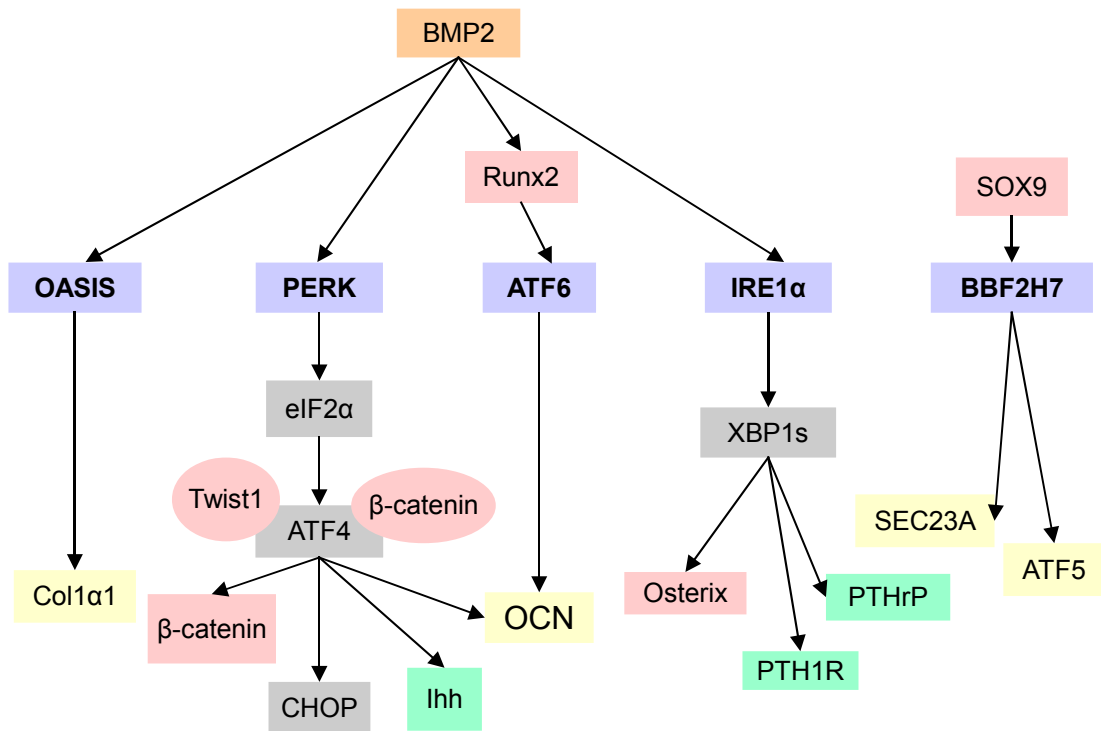 BMP2
Runx2
SOX9
OASIS
PERK
ATF6
IRE1α
BBF2H7
eIF2α
XBP1s
Twist1
β-catenin
ATF4
SEC23A
ATF5
Col1α1
β-catenin
OCN
Osterix
PTHrP
PTH1R
CHOP
Ihh